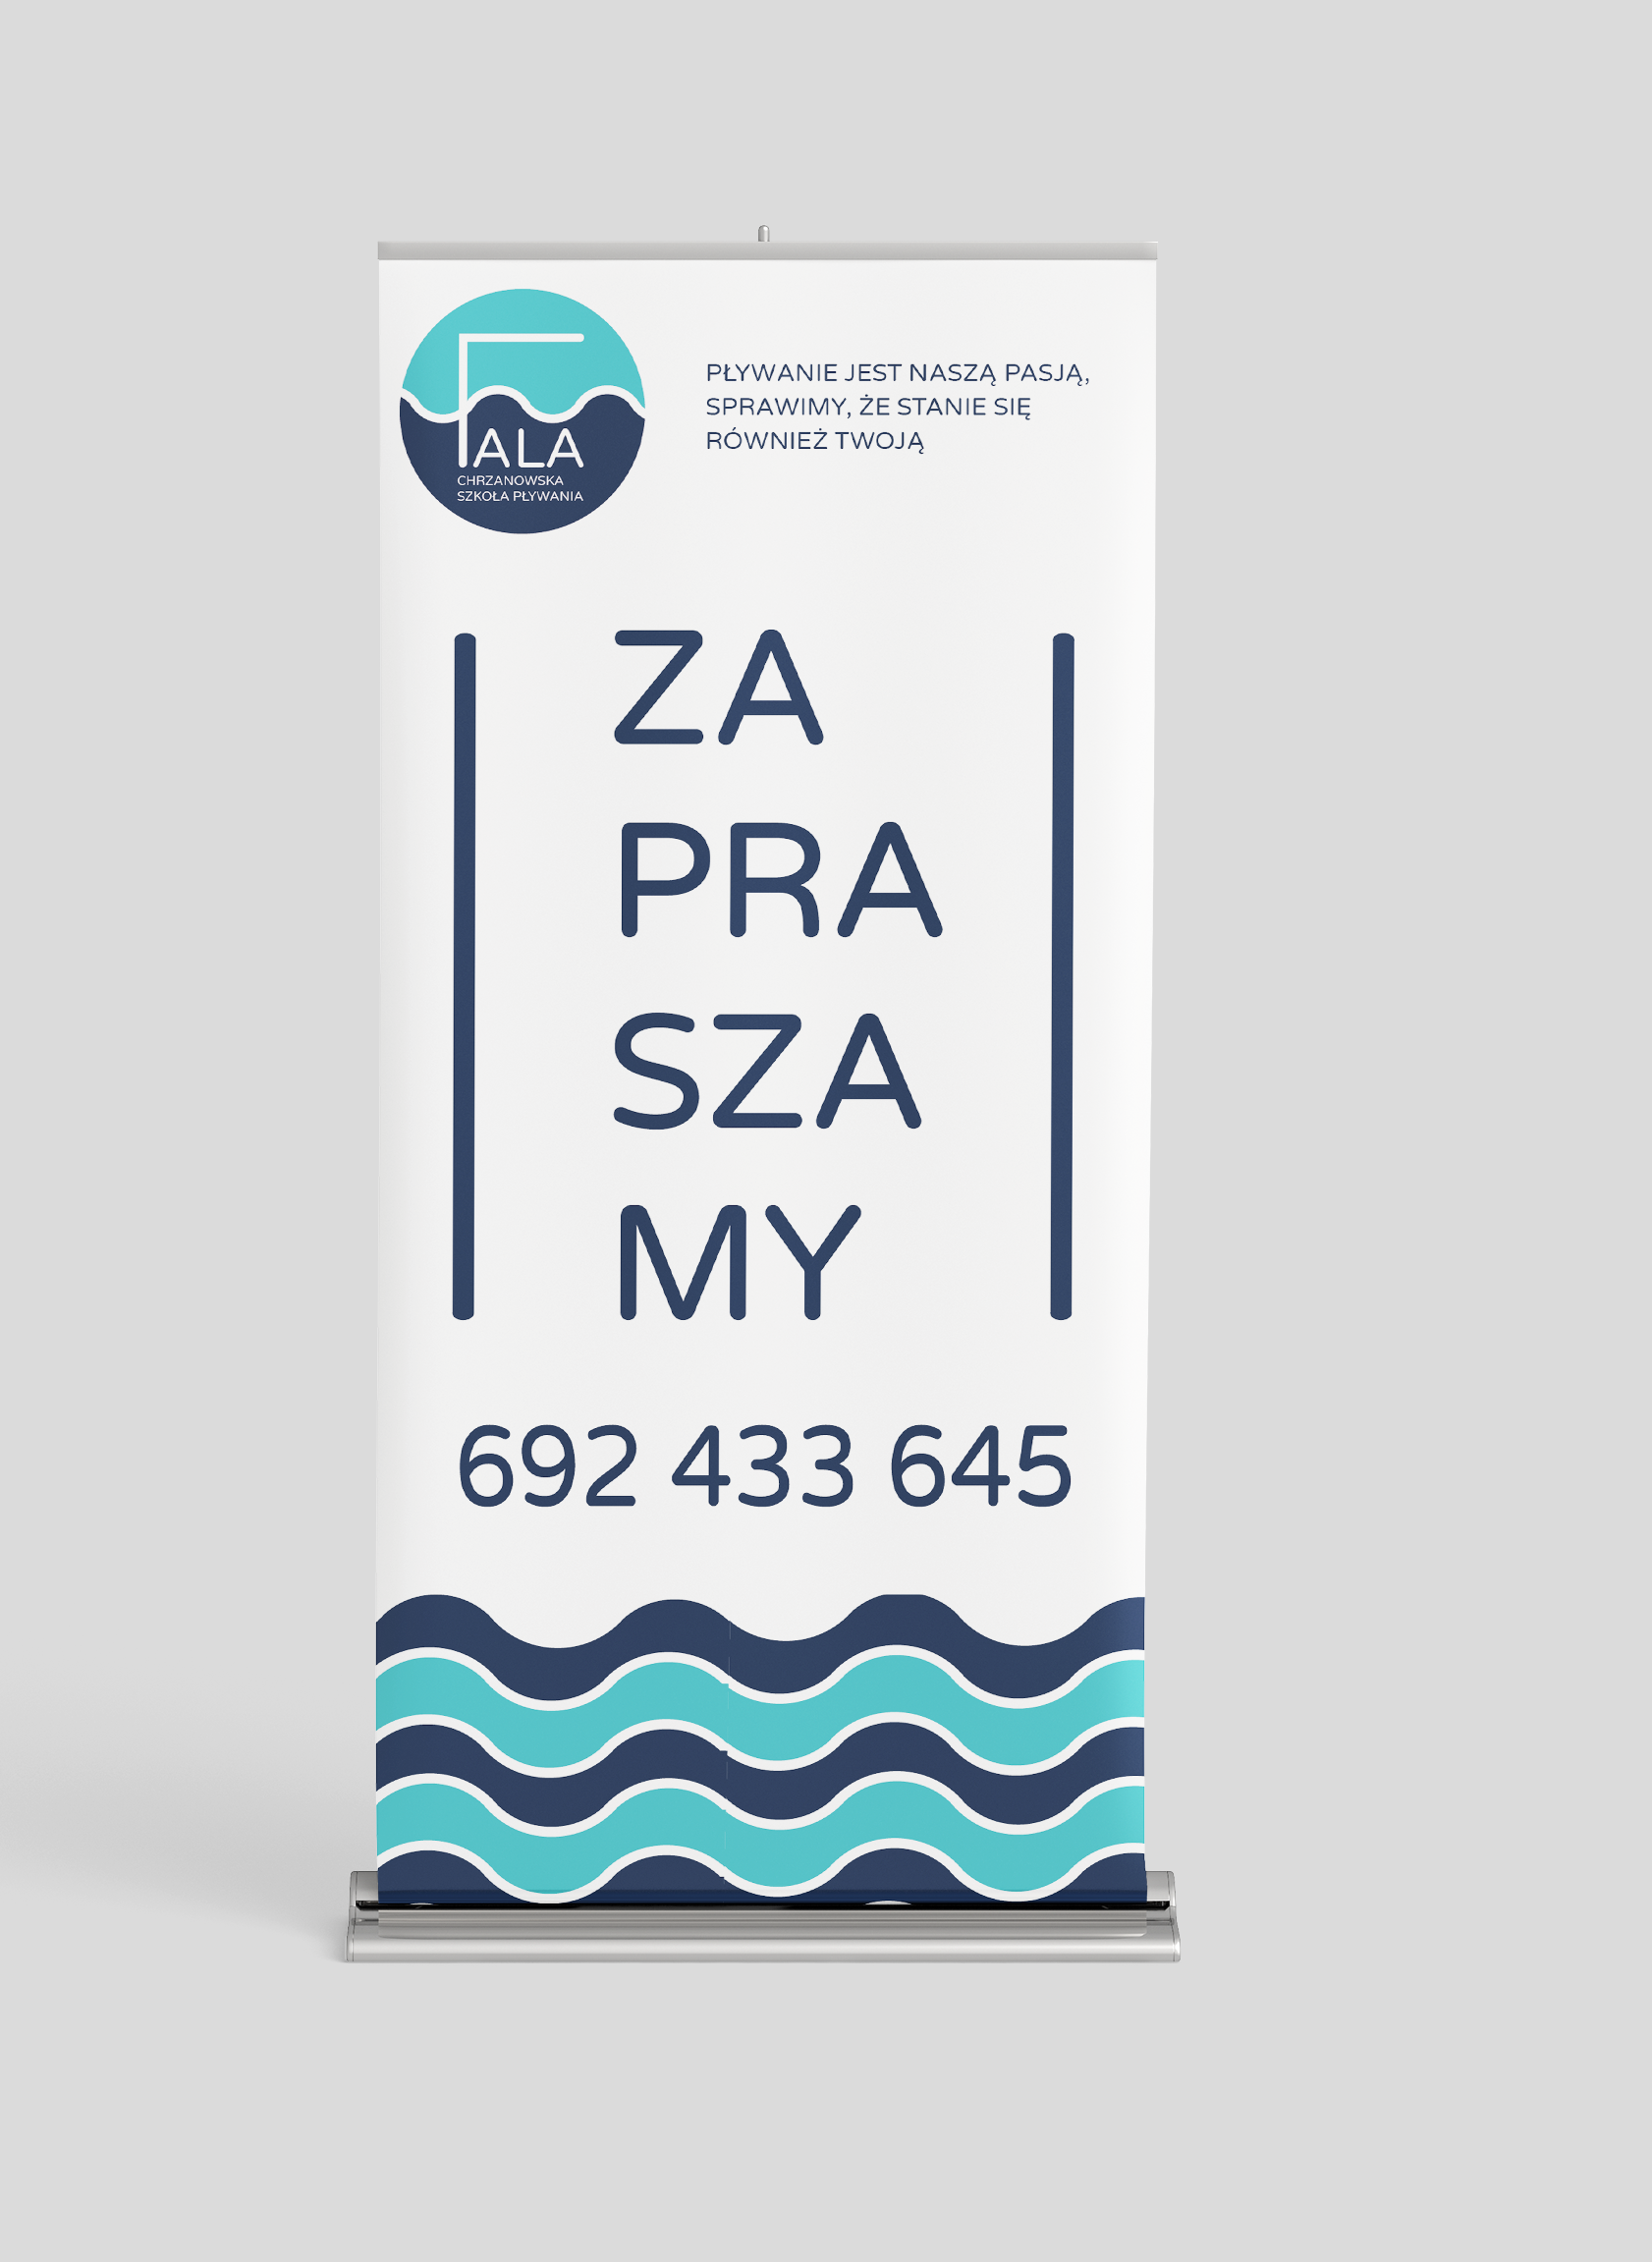 FALA
CHRZANOWSKA
SZKOŁA PŁYWANIA
PŁYWANIE JEST NASZĄ PASJĄ,
SPRAWIMY, ŻE STANIE SIĘ
RÓWNIEŻ TWOJĄ
ZA
PRA
SZA
MY
692 433 645